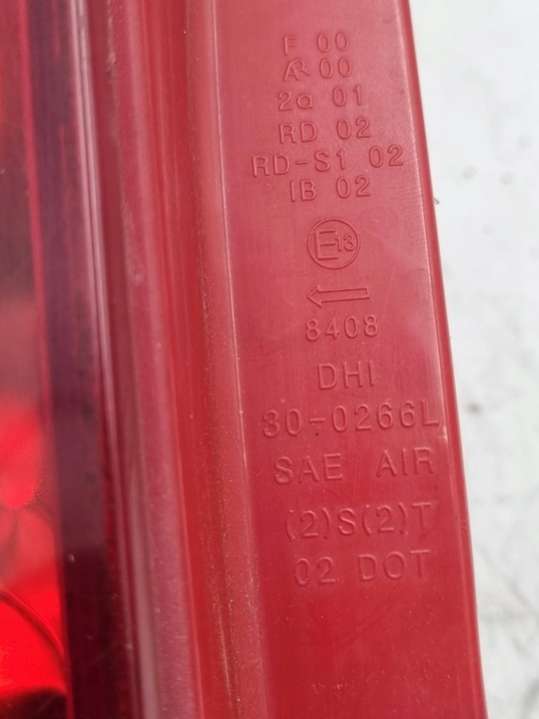 F 00
AR 00
2a 01
RD 02
RD-S1 02
IB 02
E13
←
8408
DHI
30-0266L
SAE AIR
(2)S(2)T
02 DOT